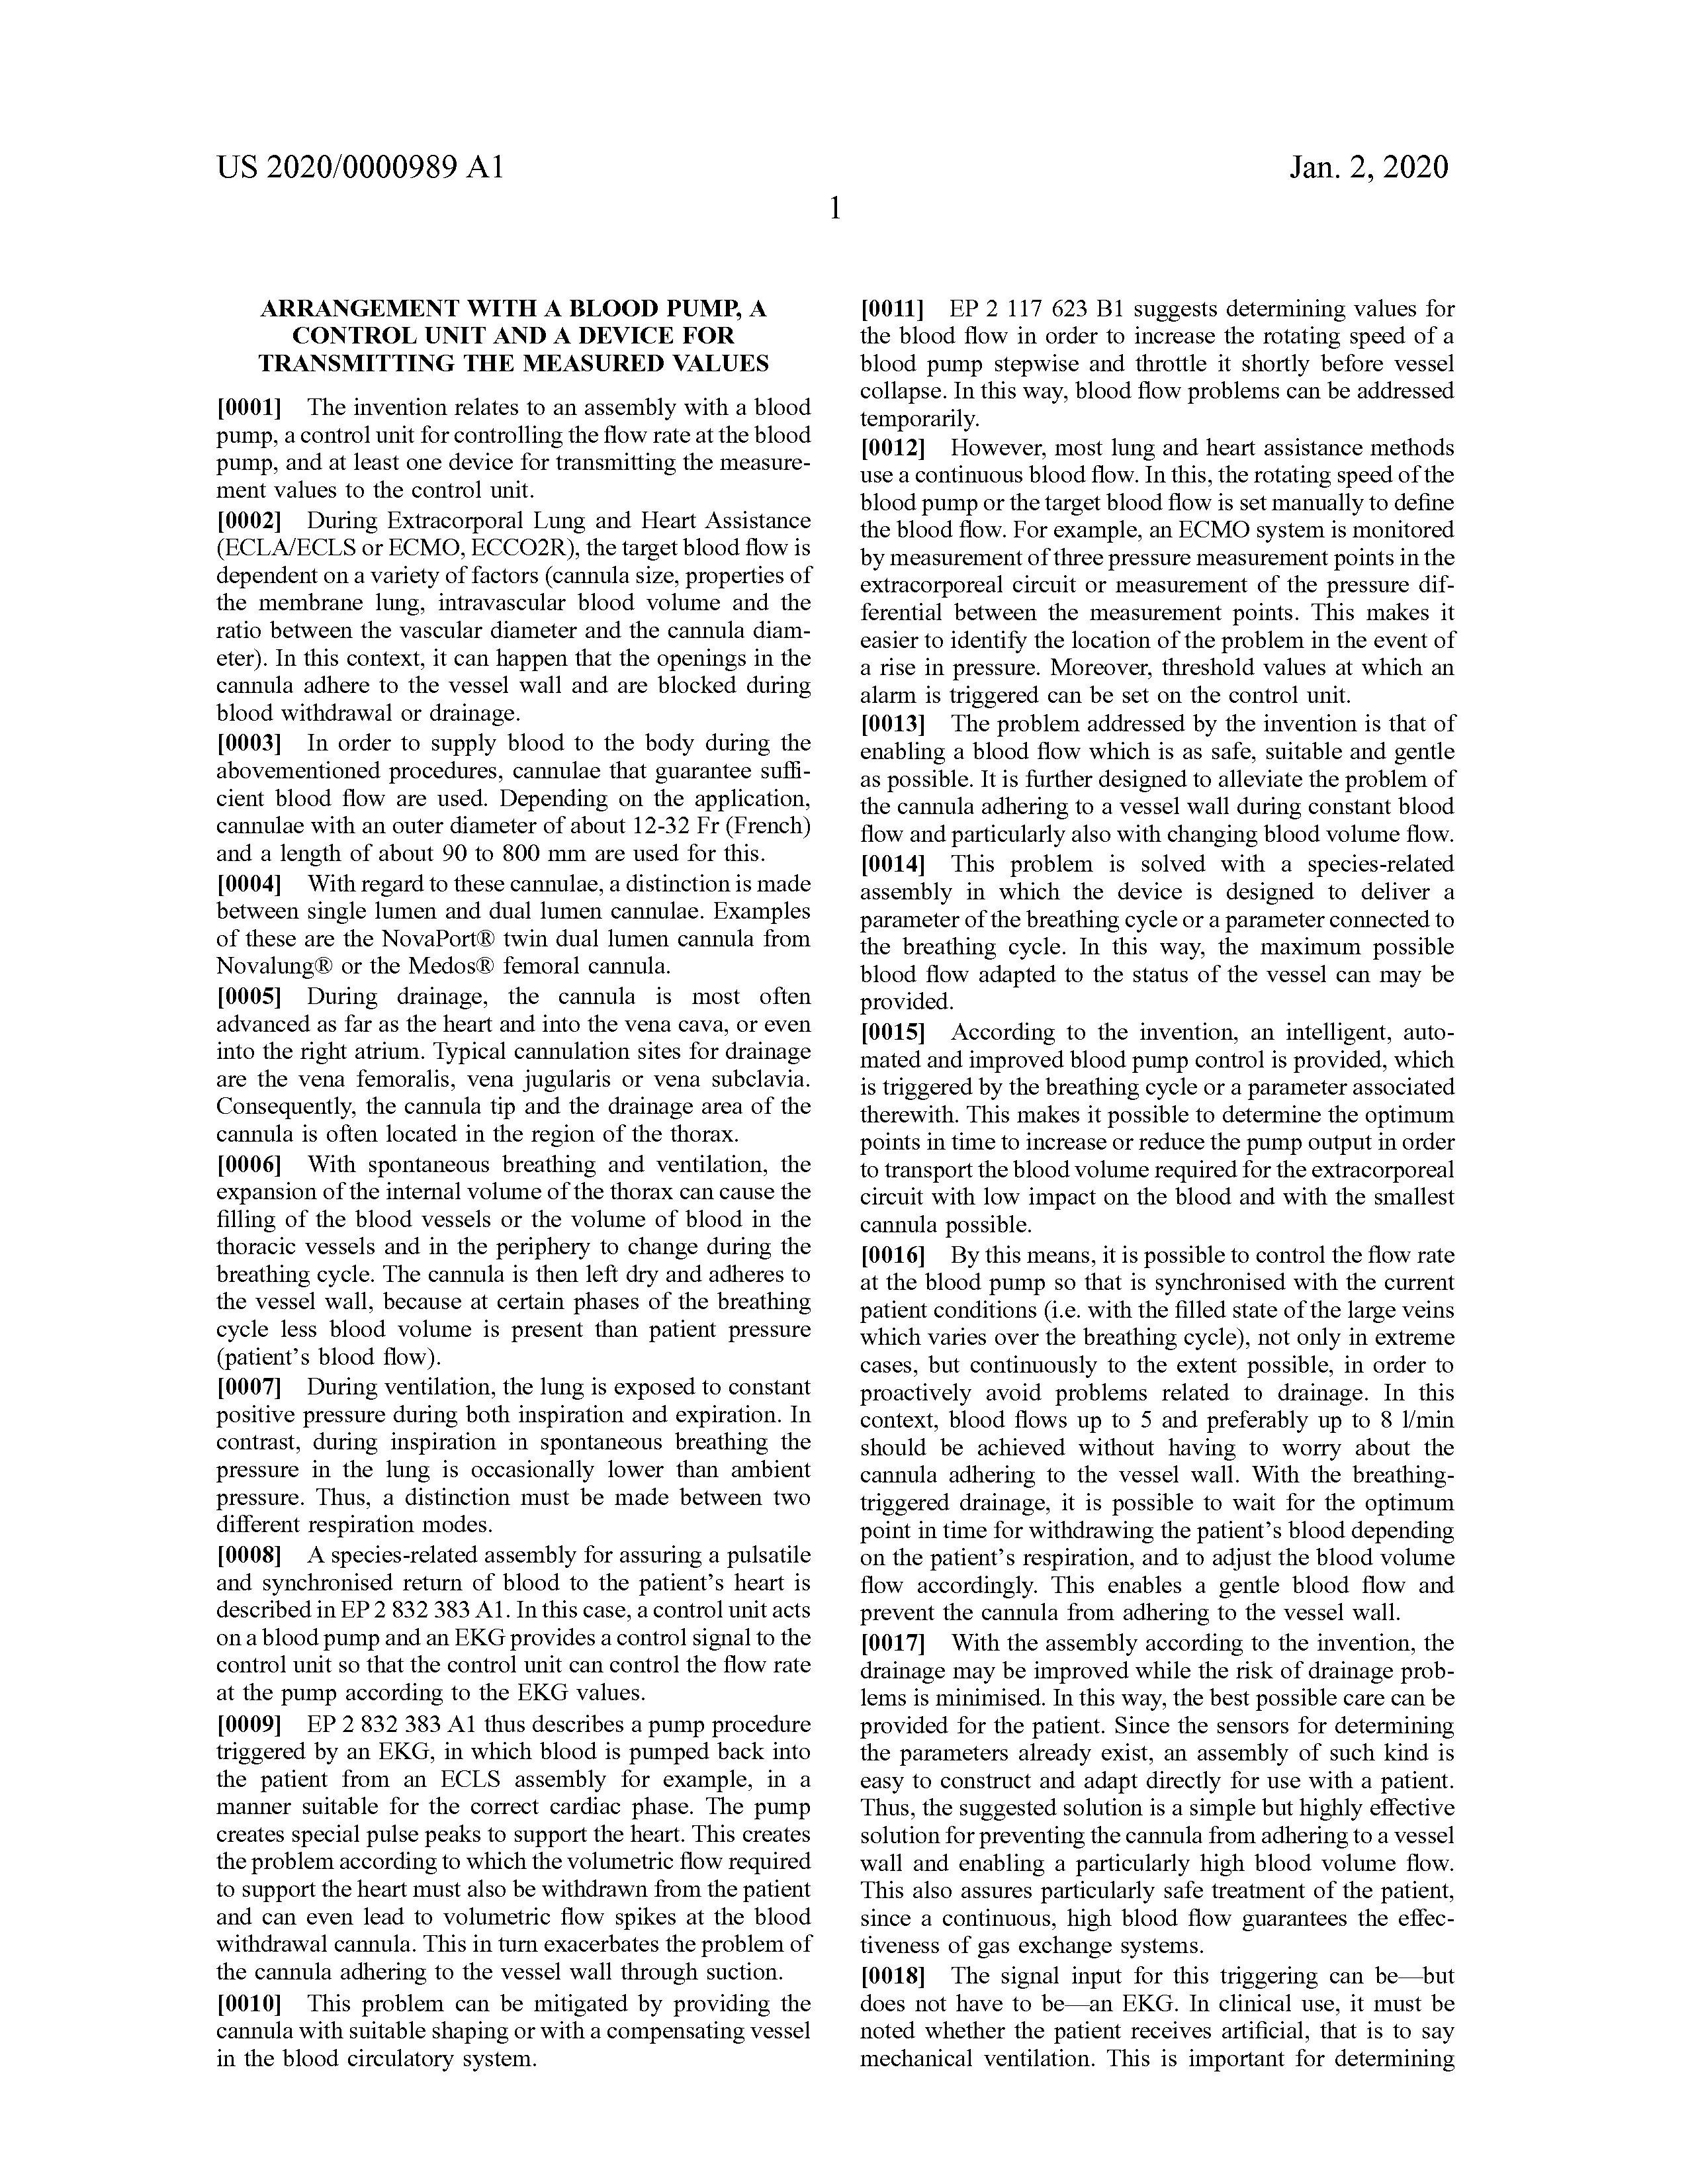 US 2020/0000989 A1
Jan. 2, 2020
1
ARRANGEMENT WITH A BLOOD PUMP, A
CONTROL UNIT AND A DEVICE FOR
TRANSMITTING THE MEASURED VALUES
[0001] The invention relates to an assembly with a blood
pump, a control unit for controlling the flow rate at the blood
pump, and at least one device for transmitting the measure-
ment values to the control unit.
[0002] During Extracorporal Lung and Heart Assistance
(ECLA/ECLS or ECMO, ECCO2R), the target blood flow is
dependent on a variety of factors (cannula size, properties of
the membrane lung, intravascular blood volume and the
ratio between the vascular diameter and the cannula diam-
eter). In this context, it can happen that the openings in the
cannula adhere to the vessel wall and are blocked during
blood withdrawal or drainage.
[0003] In order to supply blood to the body during the
abovementioned procedures, cannulae that guarantee suffi-
cient blood flow are used. Depending on the application,
cannulae with an outer diameter of about 12-32 Fr (French)
and a length of about 90 to 800 mm are used for this.
[0004] With regard to these cannulae, a distinction is made
between single lumen and dual lumen cannulae. Examples
of these are the NovaPort® twin dual lumen cannula from
Novalung® or the Medos® femoral cannula.
[0005] During drainage, the cannula is most often
advanced as far as the heart and into the vena cava, or even
into the right atrium. Typical cannulation sites for drainage
are the vena femoralis, vena jugularis or vena subclavia.
Consequently, the cannula tip and the drainage area of the
cannula is often located in the region of the thorax.
[0006] With spontaneous breathing and ventilation, the
expansion of the internal volume of the thorax can cause the
filling of the blood vessels or the volume of blood in the
thoracic vessels and in the periphery to change during the
breathing cycle. The cannula is then left dry and adheres to
the vessel wall, because at certain phases of the breathing
cycle less blood volume is present than patient pressure
(patient's blood flow).
[0007] During ventilation, the lung is exposed to constant
positive pressure during both inspiration and expiration. In
contrast, during inspiration in spontaneous breathing the
pressure in the lung is occasionally lower than ambient
pressure. Thus, a distinction must be made between two
different respiration modes.
[0008] A species-related assembly for assuring a pulsatile
and synchronised return of blood to the patient's heart is
described in EP 2 832 383 A1. In this case, a control unit acts
on a blood pump and an EKG provides a control signal to the
control unit so that the control unit can control the flow rate
at the pump according to the EKG values.
[0009] EP 2 832 383 A1 thus describes a pump procedure
triggered by an EKG, in which blood is pumped back into
the patient from an ECLS assembly for example, in a
manner suitable for the correct cardiac phase. The pump
creates special pulse peaks to support the heart. This creates
the problem according to which the volumetric flow required
to support the heart must also be withdrawn from the patient
and can even lead to volumetric flow spikes at the blood
withdrawal cannula. This in turn exacerbates the problem of
the cannula adhering to the vessel wall through suction.
[0010] This problem can be mitigated by providing the
cannula with suitable shaping or with a compensating vessel
in the blood circulatory system.
[0011] EP 2 117 623 B1 suggests determining values for
the blood flow in order to increase the rotating speed of a
blood pump stepwise and throttle it shortly before vessel
collapse. In this way, blood flow problems can be addressed
temporarily.
[0012] However, most lung and heart assistance methods
use a continuous blood flow. In this, the rotating speed of the
blood pump or the target blood flow is set manually to define
the blood flow. For example, an ECMO system is monitored
by measurement of three pressure measurement points in the
extracorporeal circuit or measurement of the pressure dif-
ferential between the measurement points. This makes it
easier to identify the location of the problem in the event of
a rise in pressure. Moreover, threshold values at which an
alarm is triggered can be set on the control unit.
[0013] The problem addressed by the invention is that of
enabling a blood flow which is as safe, suitable and gentle
as possible. It is further designed to alleviate the problem of
the cannula adhering to a vessel wall during constant blood
flow and particularly also with changing blood volume flow.
[0014] This problem is solved with a species-related
assembly in which the device is designed to deliver a
parameter of the breathing cycle or a parameter connected to
the breathing cycle. In this way, the maximum possible
blood flow adapted to the status of the vessel can may be
provided.
[0015] According to the invention, an intelligent, auto-
mated and improved blood pump control is provided, which
is triggered by the breathing cycle or a parameter associated
therewith. This makes it possible to determine the optimum
points in time to increase or reduce the pump output in order
to transport the blood volume required for the extracorporeal
circuit with low impact on the blood and with the smallest
cannula possible.
[0016] By this means, it is possible to control the flow rate
at the blood pump so that is synchronised with the current
patient conditions (i.e. with the filled state of the large veins
which varies over the breathing cycle), not only in extreme
cases, but continuously to the extent possible, in order to
proactively avoid problems related to drainage. In this
context, blood flows up to 5 and preferably up to 8 l/min
should be achieved without having to worry about the
cannula adhering to the vessel wall. With the breathing-
triggered drainage, it is possible to wait for the optimum
point in time for withdrawing the patient's blood depending
on the patient's respiration, and to adjust the blood volume
flow accordingly. This enables a gentle blood flow and
prevent the cannula from adhering to the vessel wall.
[0017] With the assembly according to the invention, the
drainage may be improved while the risk of drainage prob-
lems is minimised. In this way, the best possible care can be
provided for the patient. Since the sensors for determining
the parameters already exist, an assembly of such kind is
easy to construct and adapt directly for use with a patient.
Thus, the suggested solution is a simple but highly effective
solution for preventing the cannula from adhering to a vessel
wall and enabling a particularly high blood volume flow.
This also assures particularly safe treatment of the patient,
since a continuous, high blood flow guarantees the effec-
tiveness of gas exchange systems.
[0018] The signal input for this triggering can be—but
does not have to be—an EKG. In clinical use, it must be
noted whether the patient receives artificial, that is to say
mechanical ventilation. This is important for determining